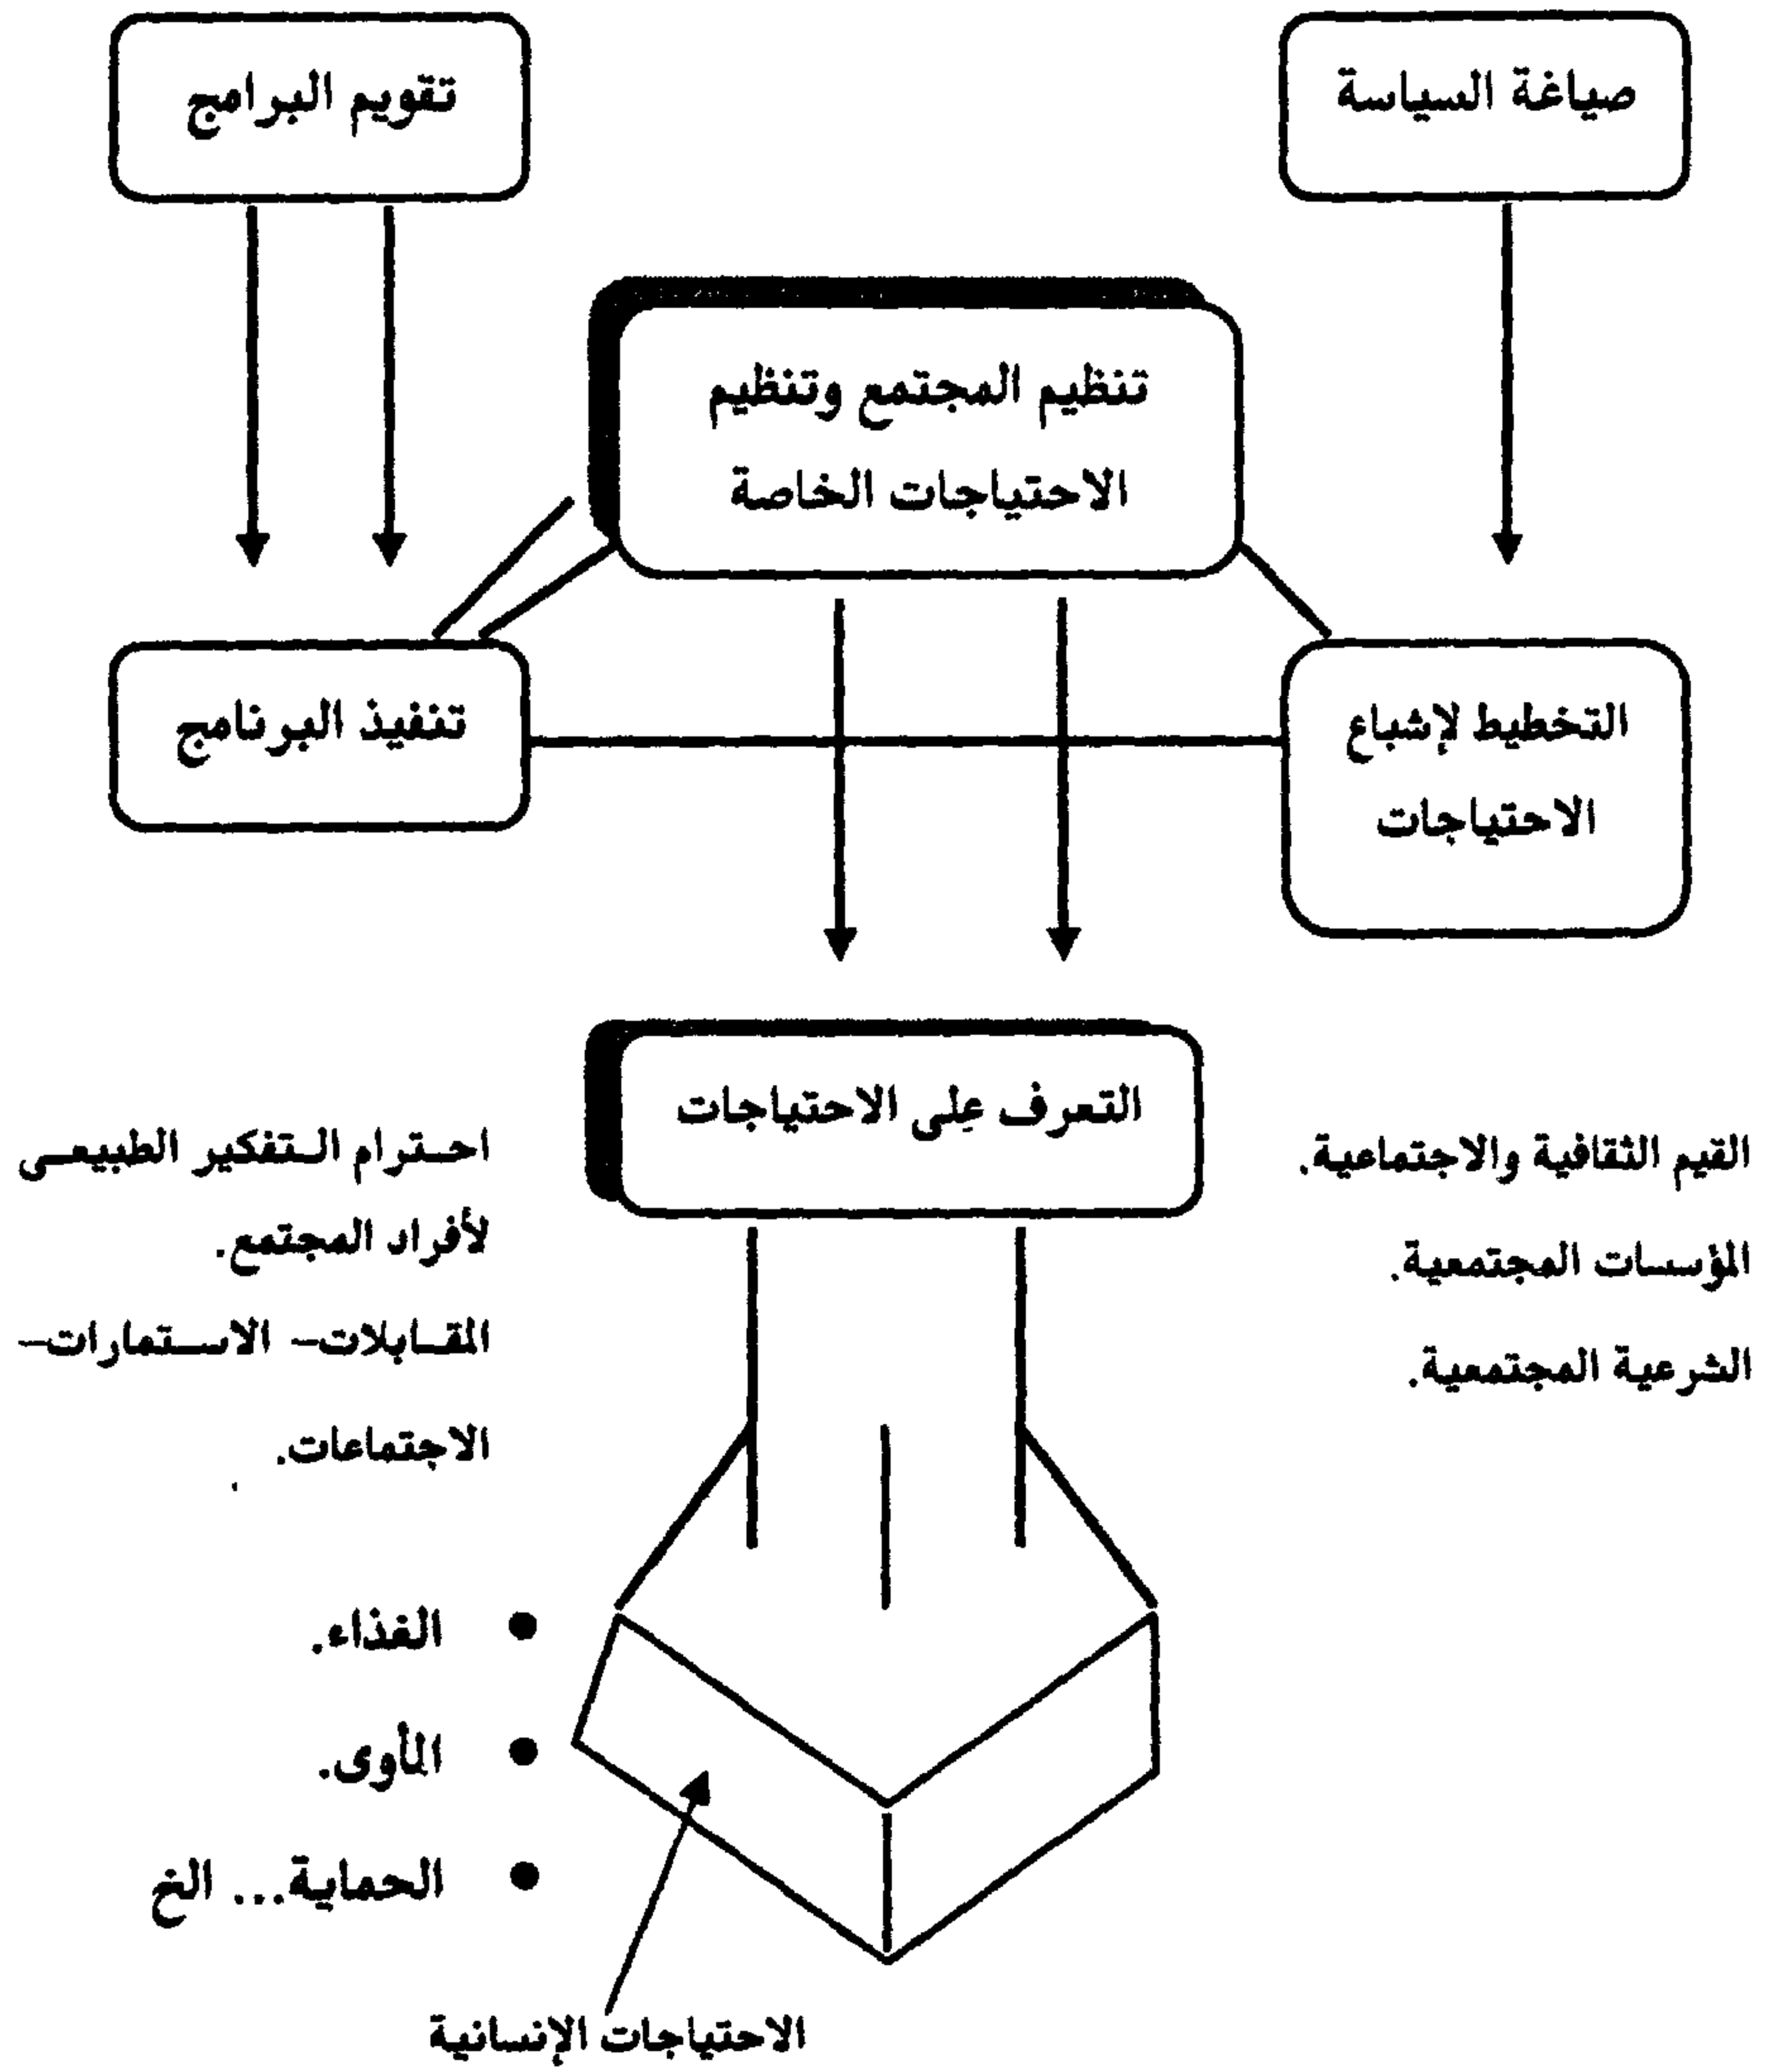 صياغة السياسة
تقويم البرامج
تنظيم المجتمع وتنظيم
الاحتياجات الخاصة
التخطيط لإشباع
الاحتياجات
تنفيذ البرنامج
التعرف على الاحتياجات
القيم الثقافية والاجتماعية.
المؤسسات المجتمعية.
الشرعية المجتمعية.
احترام التفكير الطبيعى
لأفراد المجتمع.
المقابلات- الاستمارات-
الاجتماعات.
● الغذاء.
● المأوى.
● الحماية... الخ
الاحتياجات الإنسانية